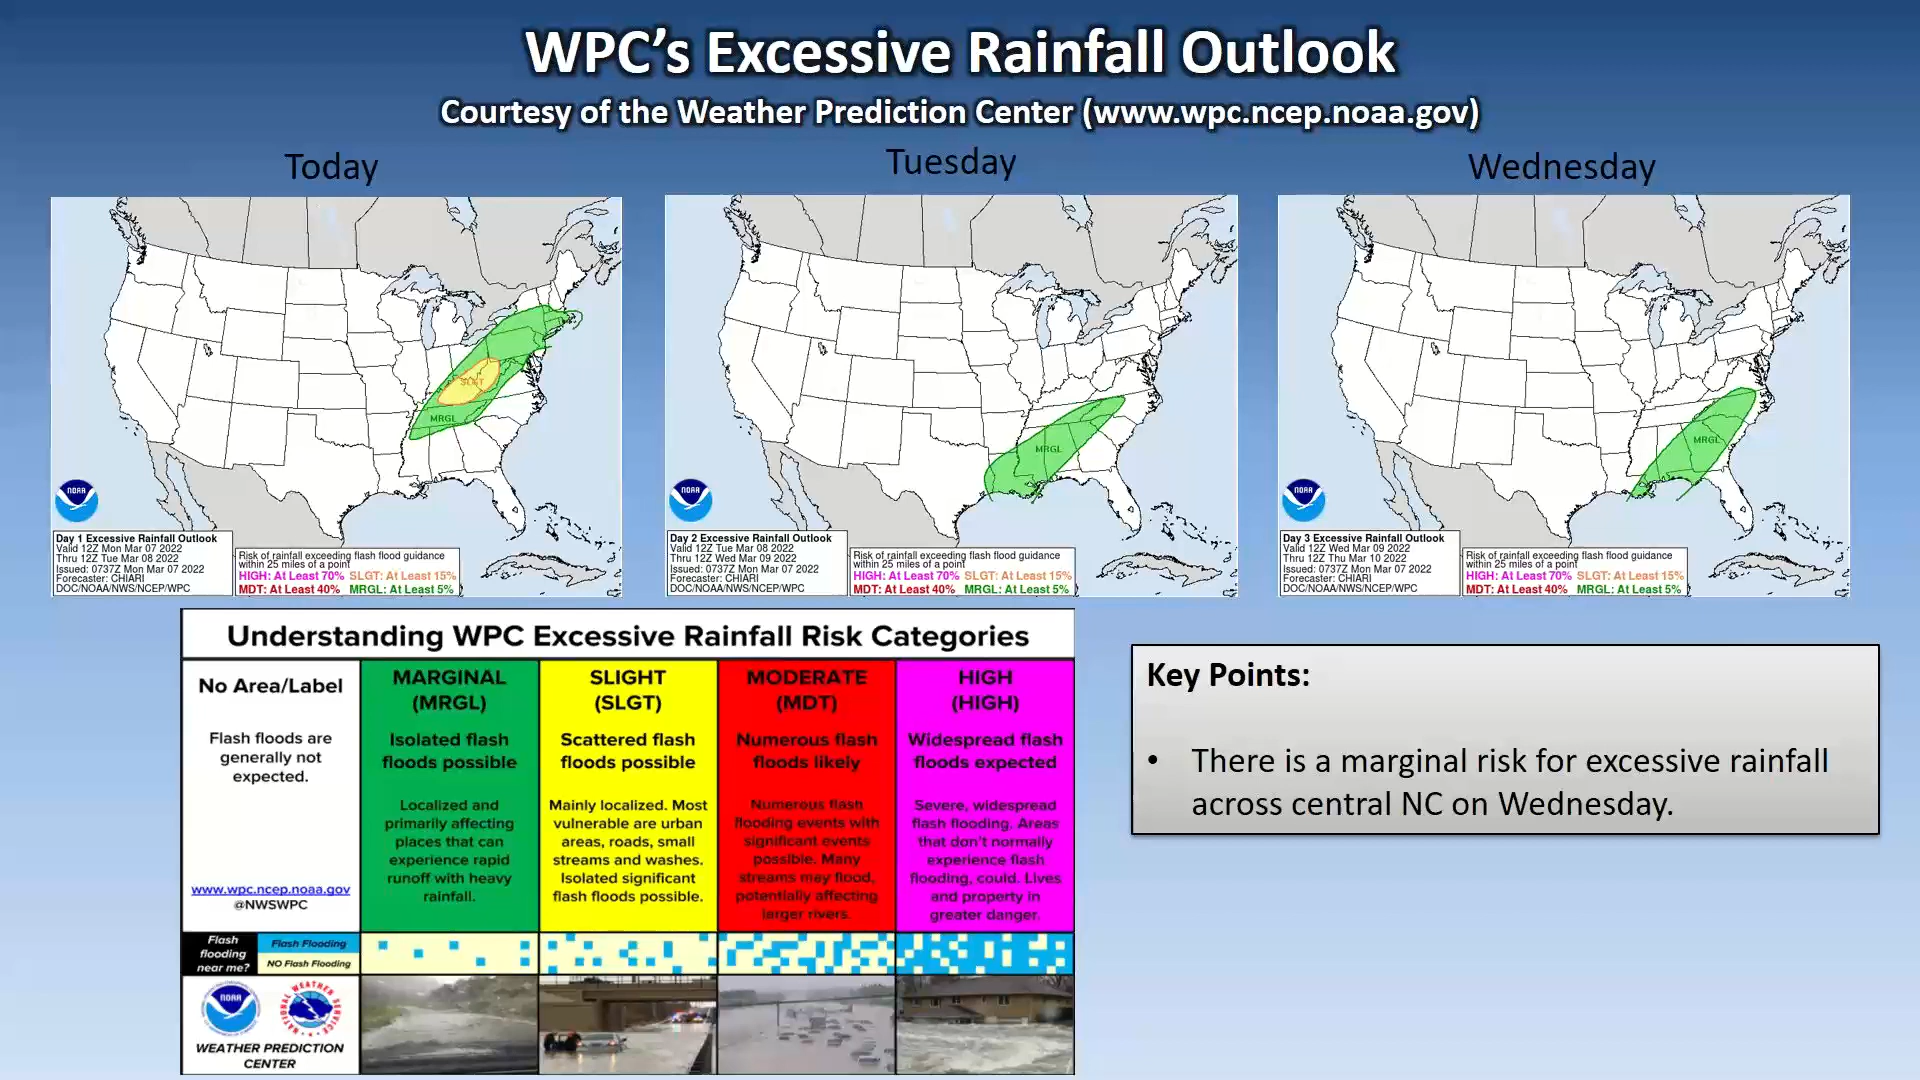 WPC’s Excessive Rainfall Outlook
Courtesy of the Weather Prediction Center (www.wpc.ncep.noaa.gov)
Today
Tuesday
Wednesday
SLGT
MRGL
NOAA
Day 1 Excessive Rainfall Outlook
Valid 12Z Mon Mar 07 2022
Thru 12Z Tue Mar 08 2022
Issued: 0737Z Mon Mar 07 2022
Forecaster: CHIARI
DOC/NOAA/NWS/NCEP/WPC
Risk of rainfall exceeding flash flood guidance
within 25 miles of a point
HIGH: At Least 70% SLGT: At Least 15%
MDT: At Least 40% MRGL: At Least 5%
MRGL
NOAA
Day 2 Excessive Rainfall Outlook
Valid 12Z Tue Mar 08 2022
Thru 12Z Wed Mar 09 2022
Issued: 0737Z Mon Mar 07 2022
Forecaster: CHIARI
DOC/NOAA/NWS/NCEP/WPC
Risk of rainfall exceeding flash flood guidance
within 25 miles of a point
HIGH: At Least 70% SLGT: At Least 15%
MDT: At Least 40% MRGL: At Least 5%
MRGL
NOAA
Day 3 Excessive Rainfall Outlook
Valid 12Z Wed Mar 09 2022
Thru 12Z Thu Mar 10 2022
Issued: 0737Z Mon Mar 07 2022
Forecaster: CHIARI
DOC/NOAA/NWS/NCEP/WPC
Risk of rainfall exceeding flash flood guidance
within 25 miles of a point
HIGH: At Least 70% SLGT: At Least 15%
MDT: At Least 40% MRGL: At Least 5%
Understanding WPC Excessive Rainfall Risk Categories
No Area/Label
Flash floods are
generally not
expected.
www.wpc.ncep.noaa.gov
@NWSWPC
MARGINAL
(MRGL)
Isolated flash
floods possible
Localized and
primarily affecting
places that can
experience rapid
runoff with heavy
rainfall.
SLIGHT
(SLGT)
Scattered flash
floods possible
Mainly localized. Most
vulnerable are urban
areas, roads, small
streams and washes.
Isolated significant
flash floods possible.
MODERATE
(MDT)
Numerous flash
floods likely
Numerous flash
flooding events with
significant events
possible. Many
streams may flood,
potentially affecting
larger rivers.
HIGH
(HIGH)
Widespread flash
floods expected
Severe, widespread
flash flooding. Areas
that don't normally
experience flash
flooding, could. Lives
and property in
greater danger.
Flash
flooding
near me?
Flash Flooding
NO Flash Flooding
NOAA
NATIONAL WEATHER SERVICE
WEATHER PREDICTION
CENTER
Key Points:
• There is a marginal risk for excessive rainfall
across central NC on Wednesday.